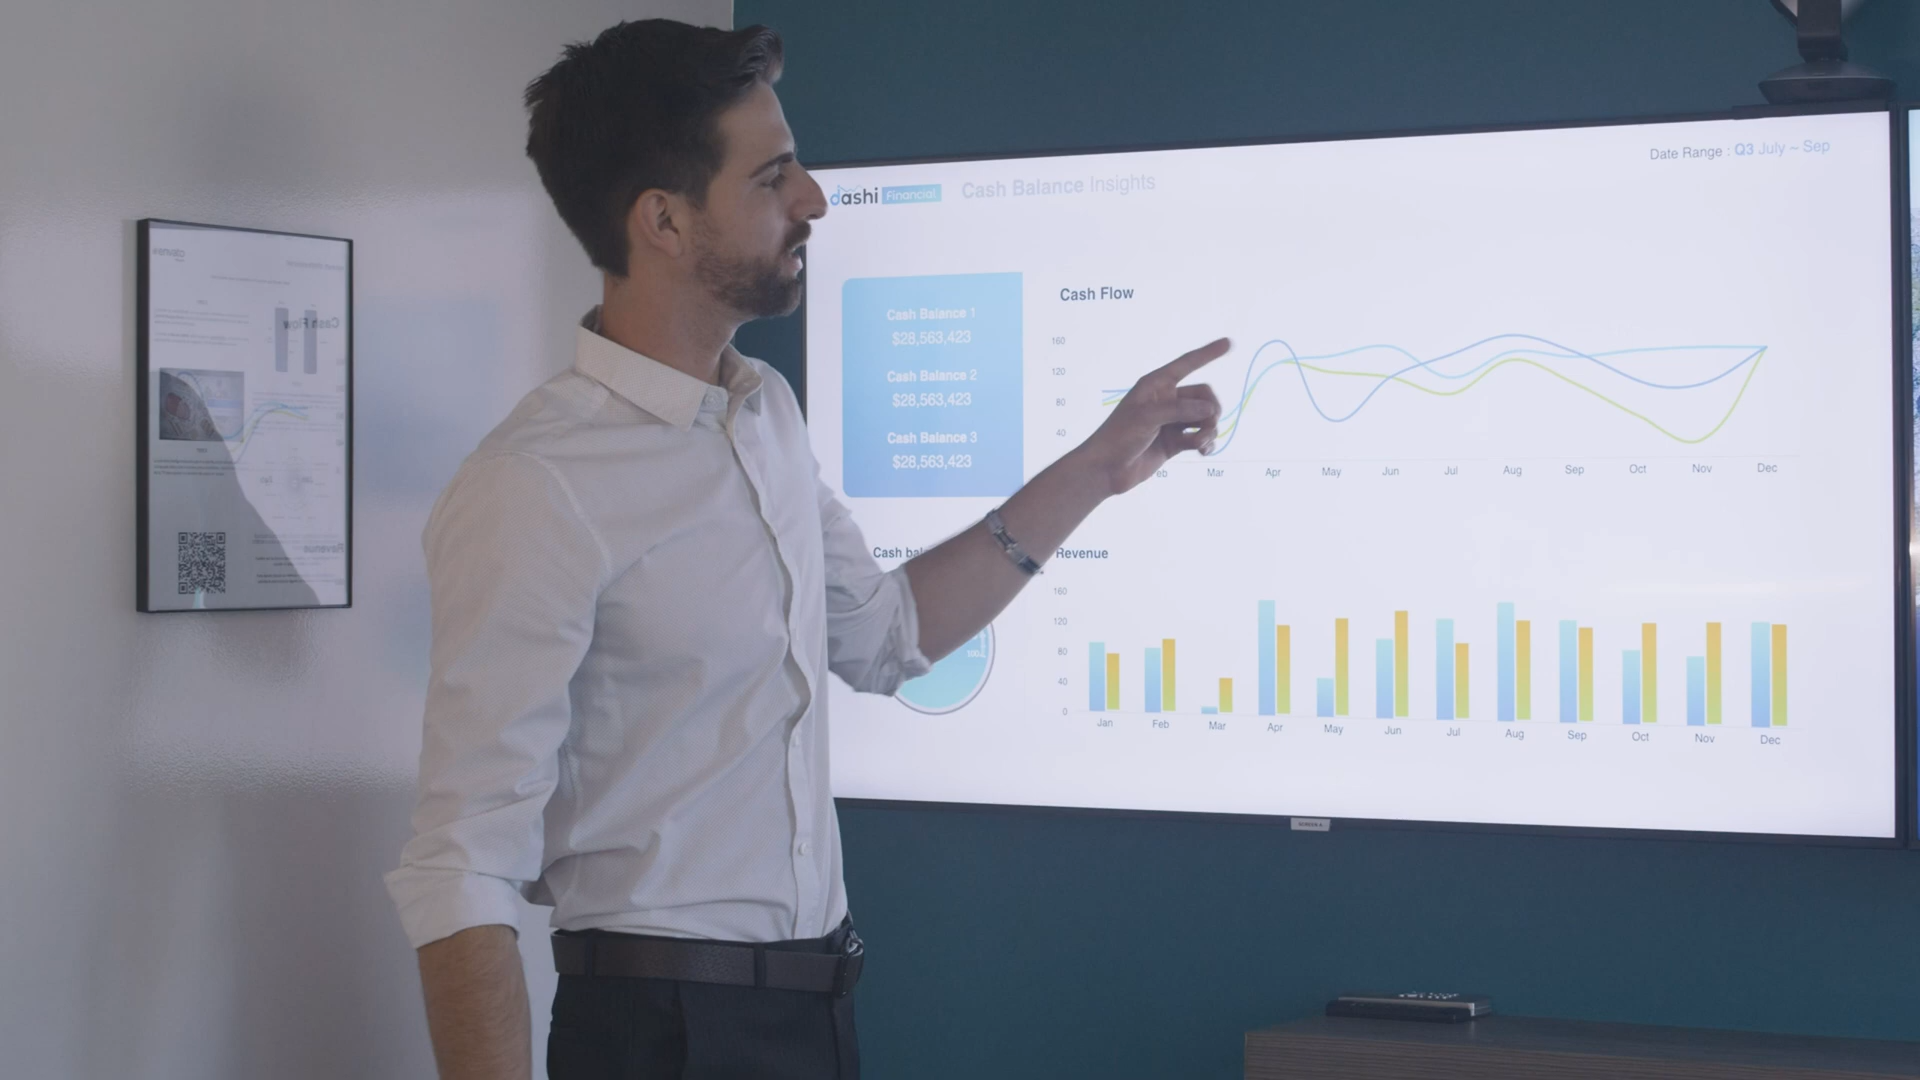 dashi Financial
Cash Balance Insights
Date Range : Q3 July ~ Sep
Cash Balance 1
$28,563,423
Cash Balance 2
$28,563,423
Cash Balance 3
$28,563,423
Cash Flow
160
120
80
40
Mar Apr May Jun Jul Aug Sep Oct Nov Dec
Cash
Revenue
160
120
80
40
0
Jan Feb Mar Apr May Jun Jul Aug Sep Oct Nov Dec
100